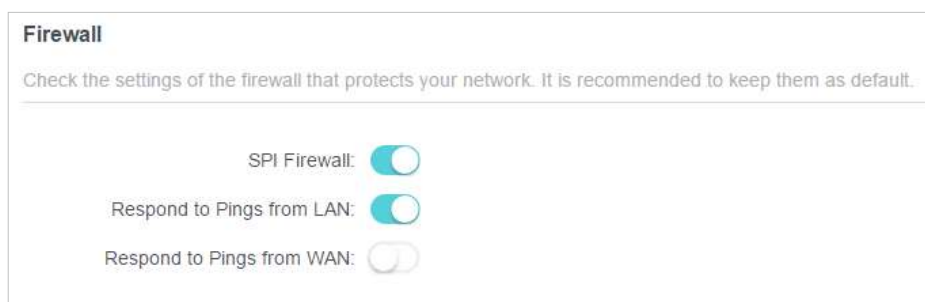 Firewall
Check the settings of the firewall that protects your network. It is recommended to keep them as default.
SPI Firewall:
Respond to Pings from LAN:
Respond to Pings from WAN: